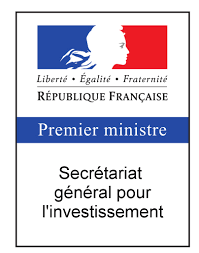 Liberté • Égalité • Fraternité
RÉPUBLIQUE FRANÇAISE
Premier ministre
Secrétariat
général pour
l'investissement